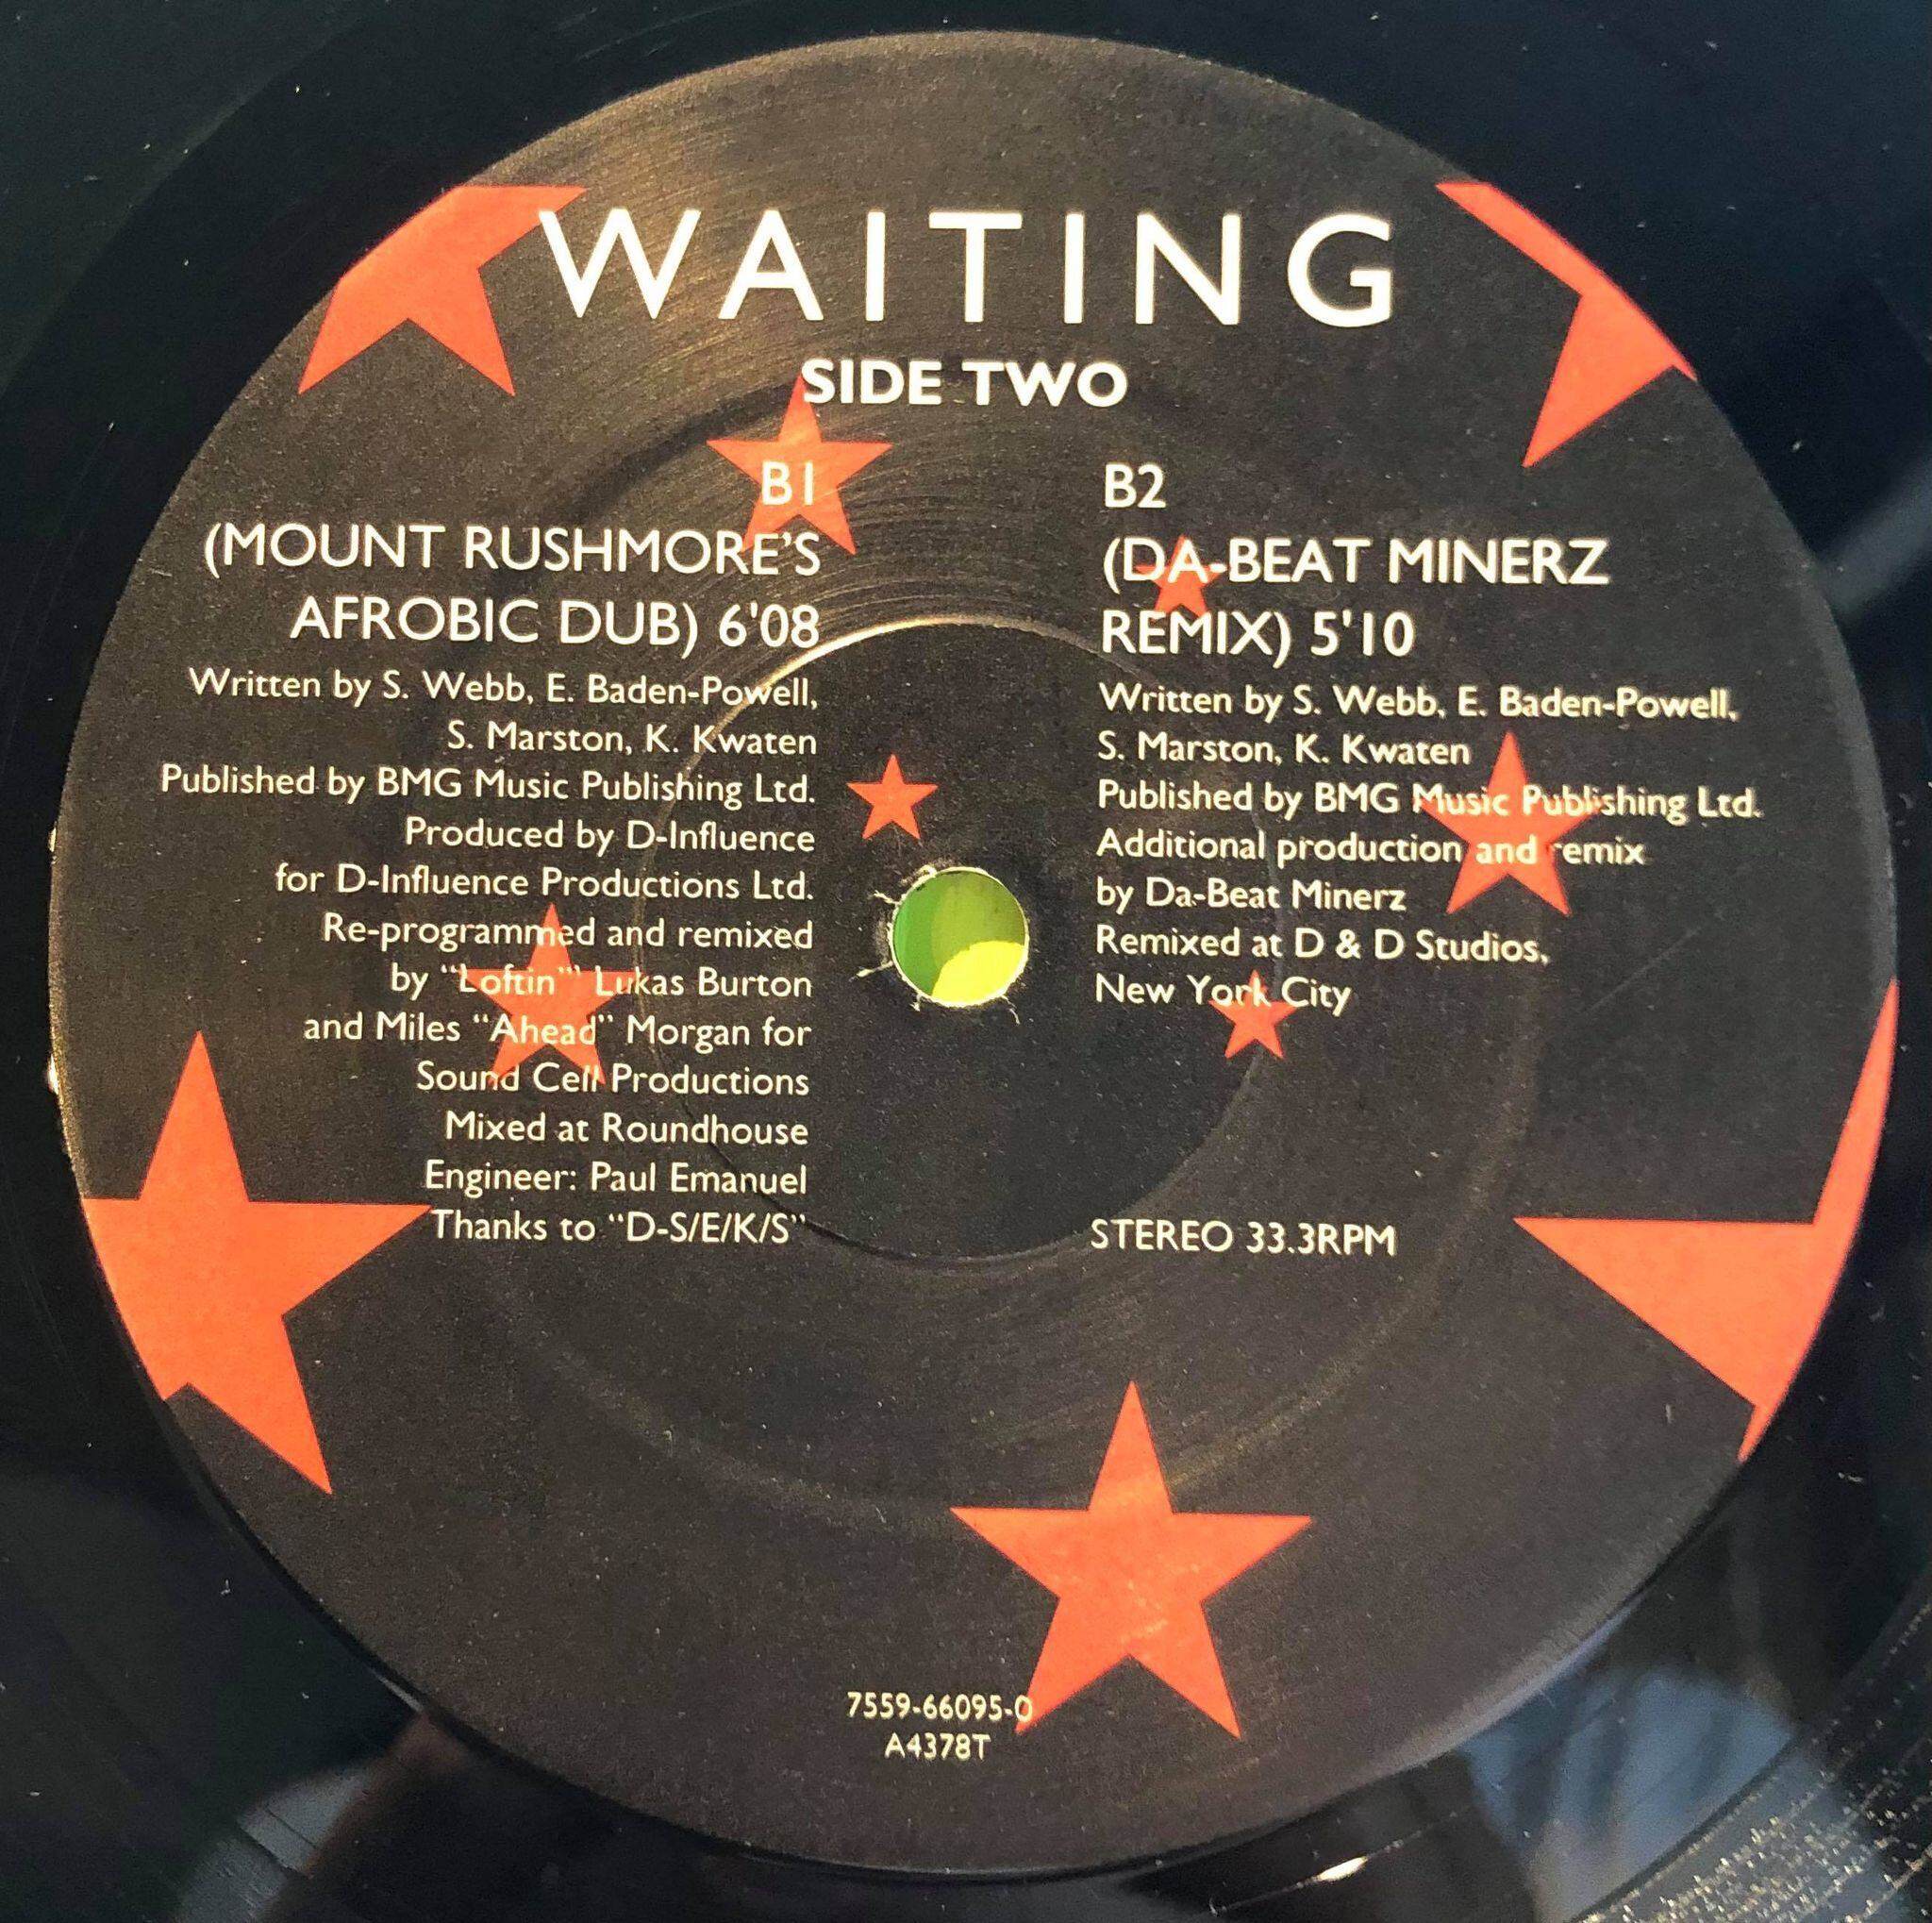 WAITING
SIDE TWO
B1
(MOUNT RUSHMORE'S
AFROBIC DUB) 6'08
Written by S. Webb, E. Baden-Powell,
S. Marston, K. Kwaten
Published by BMG Music Publishing Ltd.
Produced by D-Influence
for D-Influence Productions Ltd.
Re-programmed and remixed
by "Loftin'" Lukas Burton
and Miles "Ahead" Morgan for
Sound Cell Productions
Mixed at Roundhouse
Engineer: Paul Emanuel
Thanks to "D-S/E/K/S"
B2
(DA-BEAT MINERZ
REMIX) 5'10
Written by S. Webb, E. Baden-Powell,
S. Marston, K. Kwaten
Published by BMG Music Publishing Ltd.
Additional production and remix
by Da-Beat Minerz
Remixed at D & D Studios,
New York City
STEREO 33.3RPM
7559-66095-0
A4378T